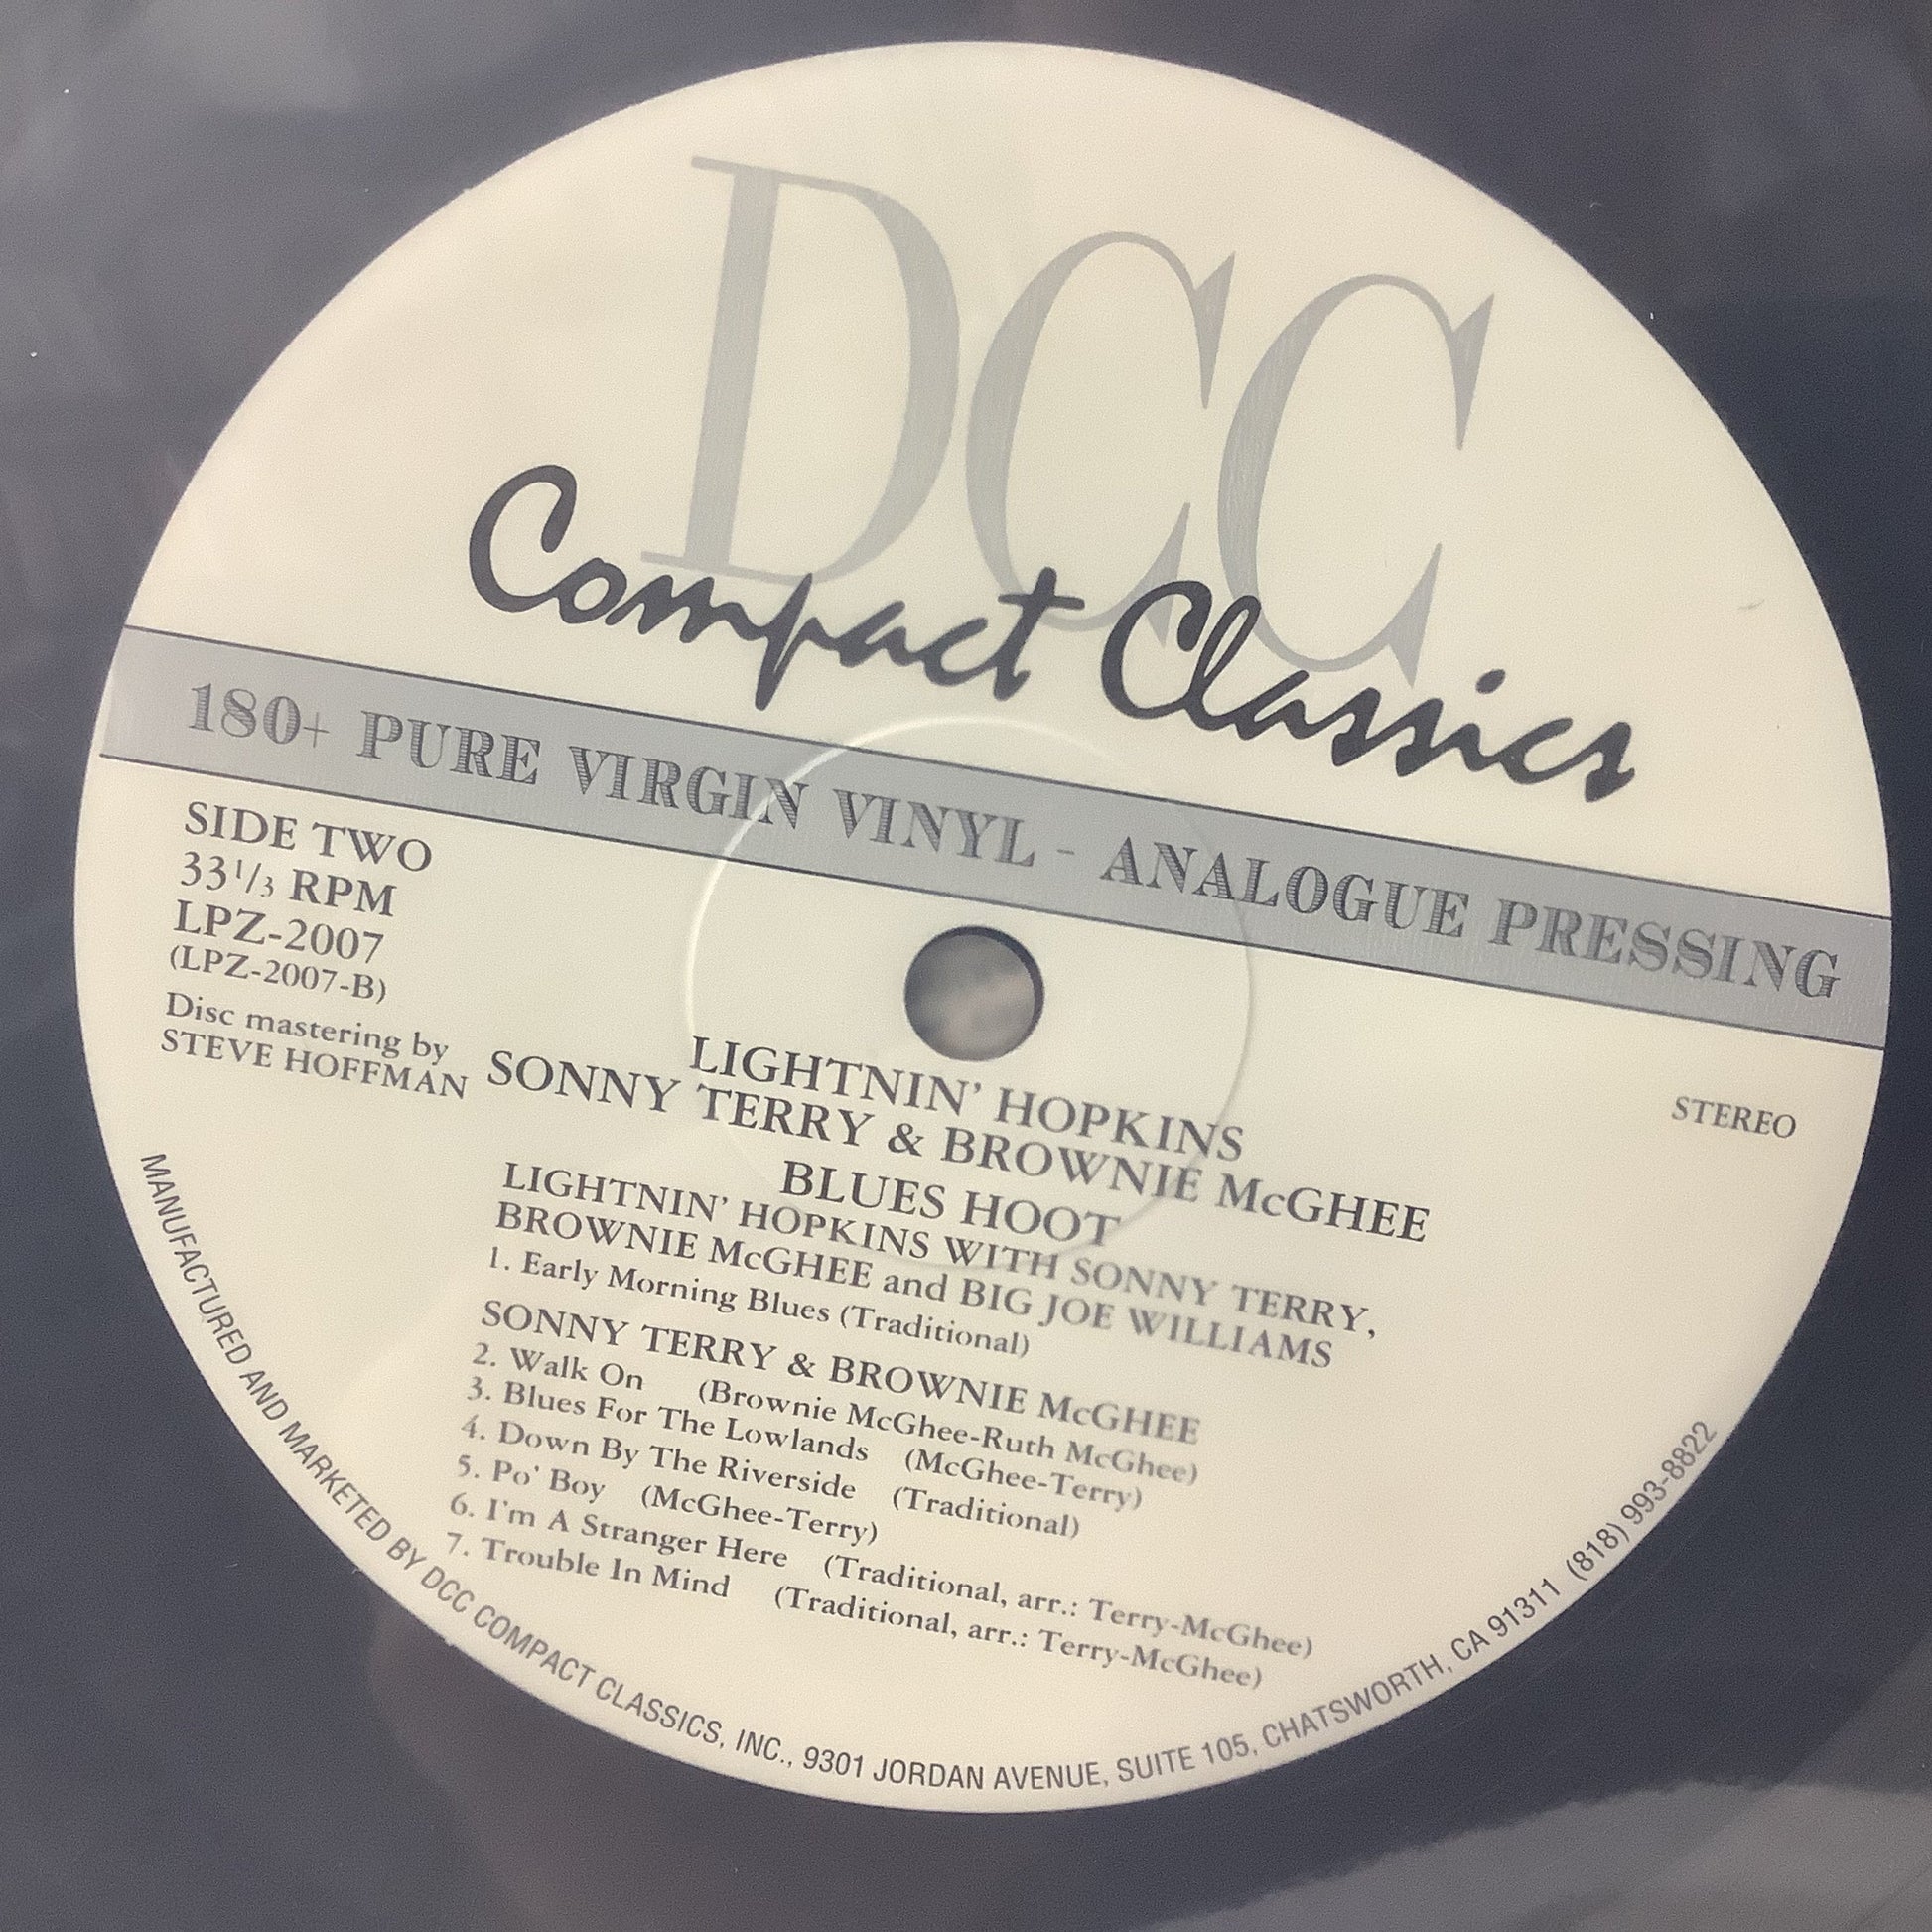 DCC
Compact Classics
180+ PURE VIRGIN VINYL - ANALOGUE PRESSING
SIDE TWO
33 1/3 RPM
LPZ-2007
(LPZ-2007-B)
Disc mastering by
STEVE HOFFMAN
STEREO
LIGHTNIN' HOPKINS
SONNY TERRY & BROWNIE McGHEE
BLUES HOOT
LIGHTNIN' HOPKINS WITH SONNY TERRY,
BROWNIE McGHEE and BIG JOE WILLIAMS
1. Early Morning Blues (Traditional)
SONNY TERRY & BROWNIE McGHEE
2. Walk On (Brownie McGhee-Ruth McGhee)
3. Blues For The Lowlands (McGhee-Terry)
4. Down By The Riverside (Traditional)
5. Po' Boy (McGhee-Terry)
6. I'm A Stranger Here (Traditional, arr.: Terry-McGhee)
7. Trouble In Mind (Traditional, arr.: Terry-McGhee)
MANUFACTURED AND MARKETED BY DCC COMPACT CLASSICS, INC., 9301 JORDAN AVENUE, SUITE 105, CHATSWORTH, CA 91311 (818) 993-8822